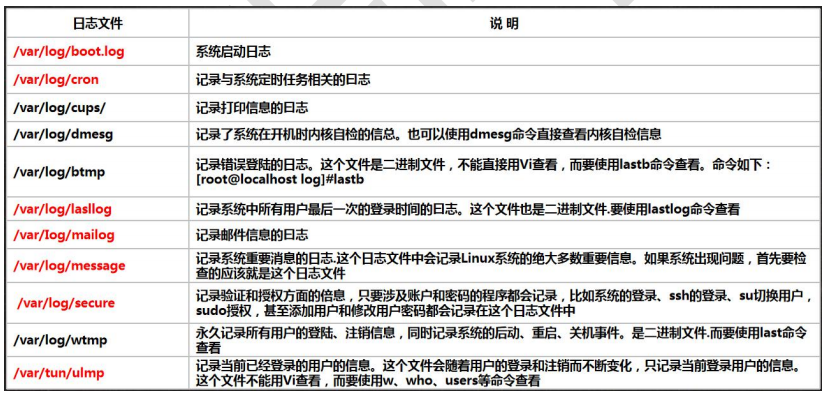 日志文件 说 明
/var/log/boot.log 系统启动日志
/var/log/cron 记录与系统定时任务相关的曰志
/var/log/cups/ 记录打印信息的曰志
/var/log/dmesg 记录了系统在开机时内核自检的信总。也可以使用dmesg命令直接查看内核自检信息
/var/log/btmp 记录错误登陆的日志。这个文件是二进制文件，不能直接用Vi查看，而要使用lastb命令查看。命令如下：
[root@localhost log]#lastb
/var/log/lasllog 记录系统中所有用户最后一次的登录时间的曰志。这个文件也是二进制文件.要使用lastlog命令查看
/var/Iog/mailog 记录邮件信息的曰志
/var/log/message 记录系统重要消息的日志.这个日志文件中会记录Linux系统的绝大多数重要信息。如果系统出现问题，首先要检
查的应该就是这个日志文件
/var/log/secure 记录验证和授权方面的倍息，只要涉及账户和密码的程序都会记录，比如系统的登录、ssh的登录、su切换用户，
sudo授权，甚至添加用户和修改用户密码都会记录在这个日志文件中
/var/log/wtmp 永久记录所有用户的登陆、注销信息，同时记录系统的后动、重启、关机事件。是二进制文件.而要使用last命令
查看
/var/tun/ulmp 记录当前已经登录的用户的信息。这个文件会随着用户的登录和注销而不断变化，只记录当前登录用户的信息。
这个文件不能用Vi查看，而要使用w、who、users等命令查看